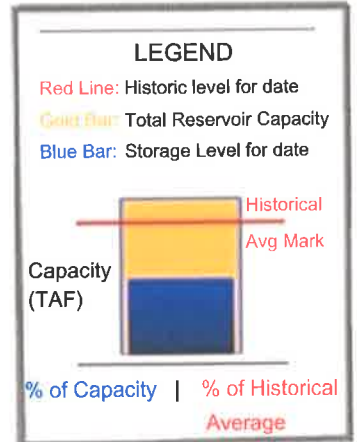 LEGEND
Red Line: Historic level for date
Gold Bar: Total Reservoir Capacity
Blue Bar: Storage Level for date
Historical
Avg Mark
Capacity
(TAF)
% of Capacity | % of Historical
Average